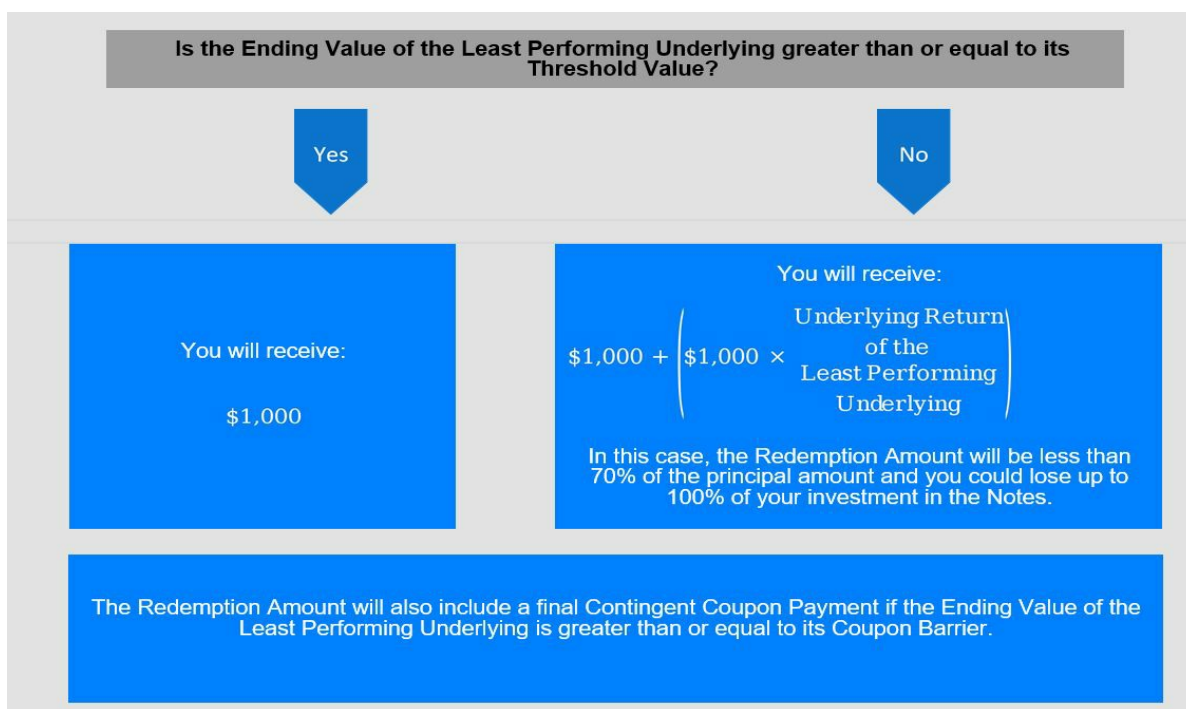 Is the Ending Value of the Least Performing Underlying greater than or equal to its
Threshold Value?
Yes
No
You will receive:
$1,000
You will receive:
$1,000 + ($1,000 × Underlying Return
of the
Least Performing
Underlying)
In this case, the Redemption Amount will be less than
70% of the principal amount and you could lose up to
100% of your investment in the Notes.
The Redemption Amount will also include a final Contingent Coupon Payment if the Ending Value of the
Least Performing Underlying is greater than or equal to its Coupon Barrier.